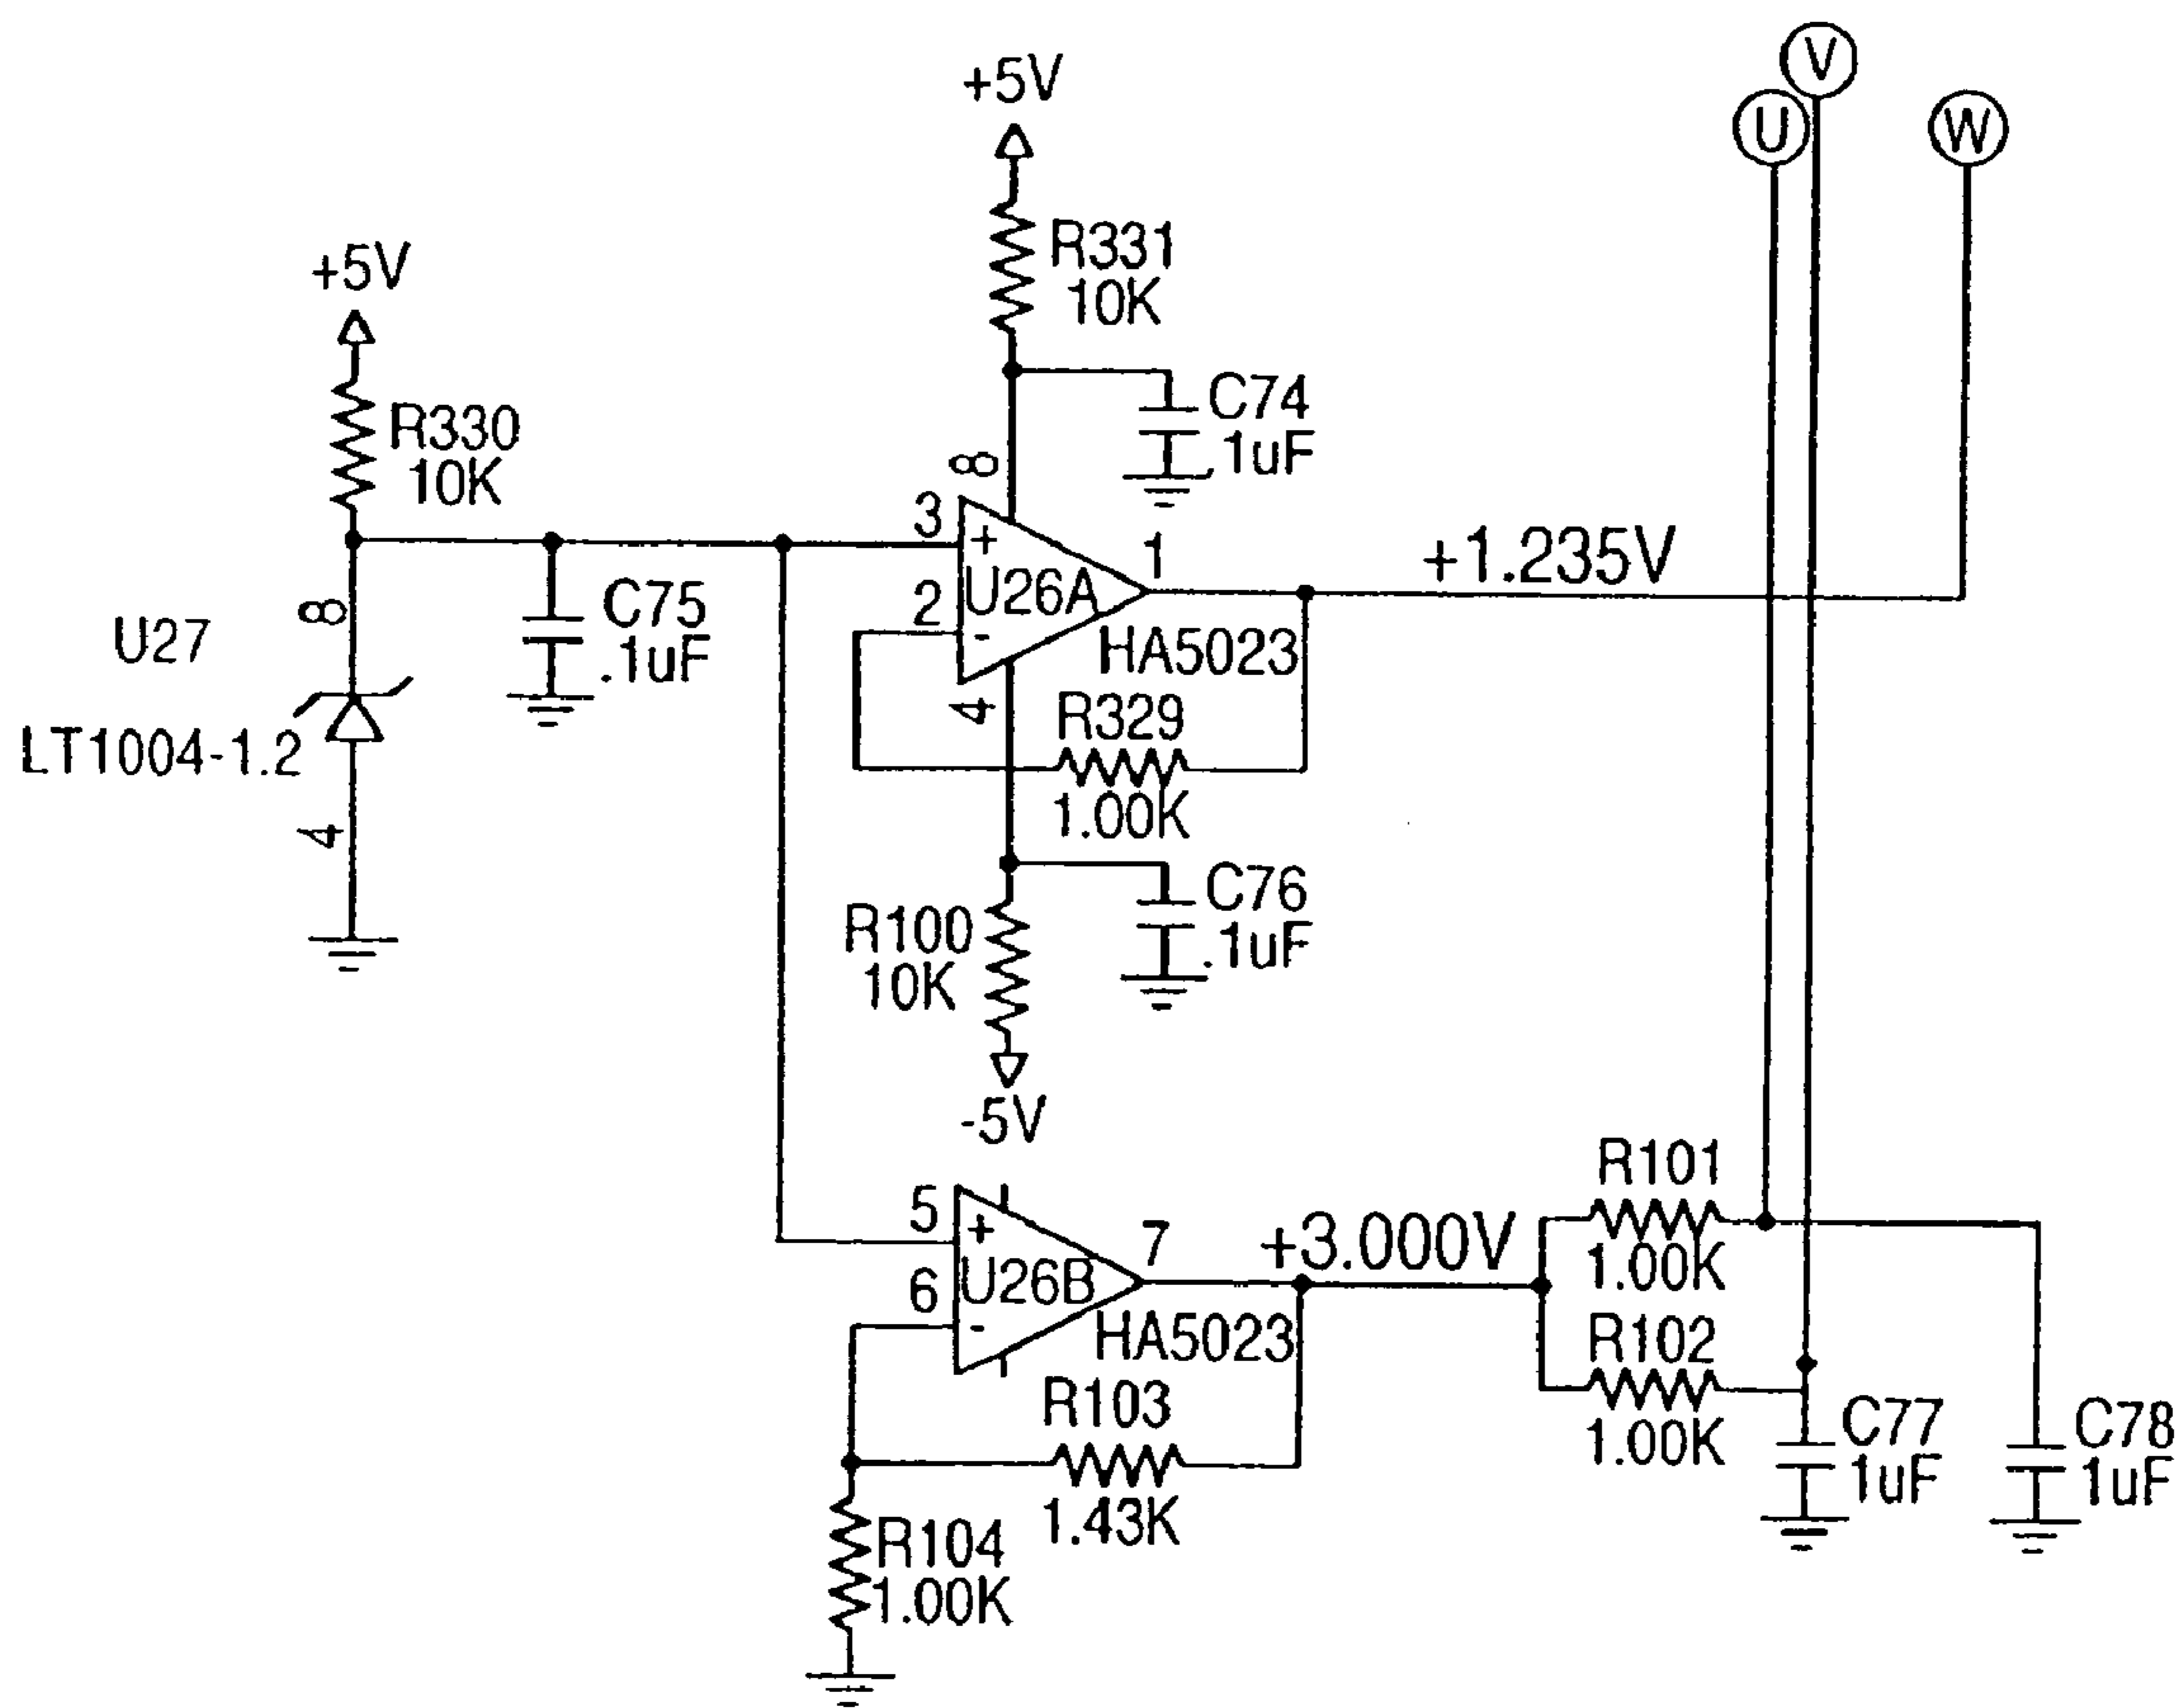 V
U
W
+5V
+5V
R331
10K
R330
10K
C74
.1uF
8
3
+
2
U26A
-
1
HA5023
+1.235V
C75
.1uF
8
U27
LT1004-1.2
4
4
R329
1.00K
C76
.1uF
R100
10K
-5V
5
+
6
U26B
-
7
HA5023
+3.000V
R101
1.00K
R102
1.00K
R103
1.43K
C77
1uF
C78
1uF
R104
1.00K